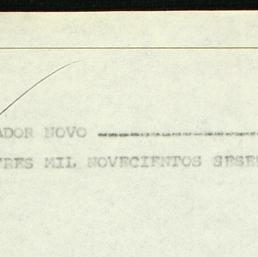 ADOR NOVO ----------------
TRES MIL NOVECIENTOS SESE